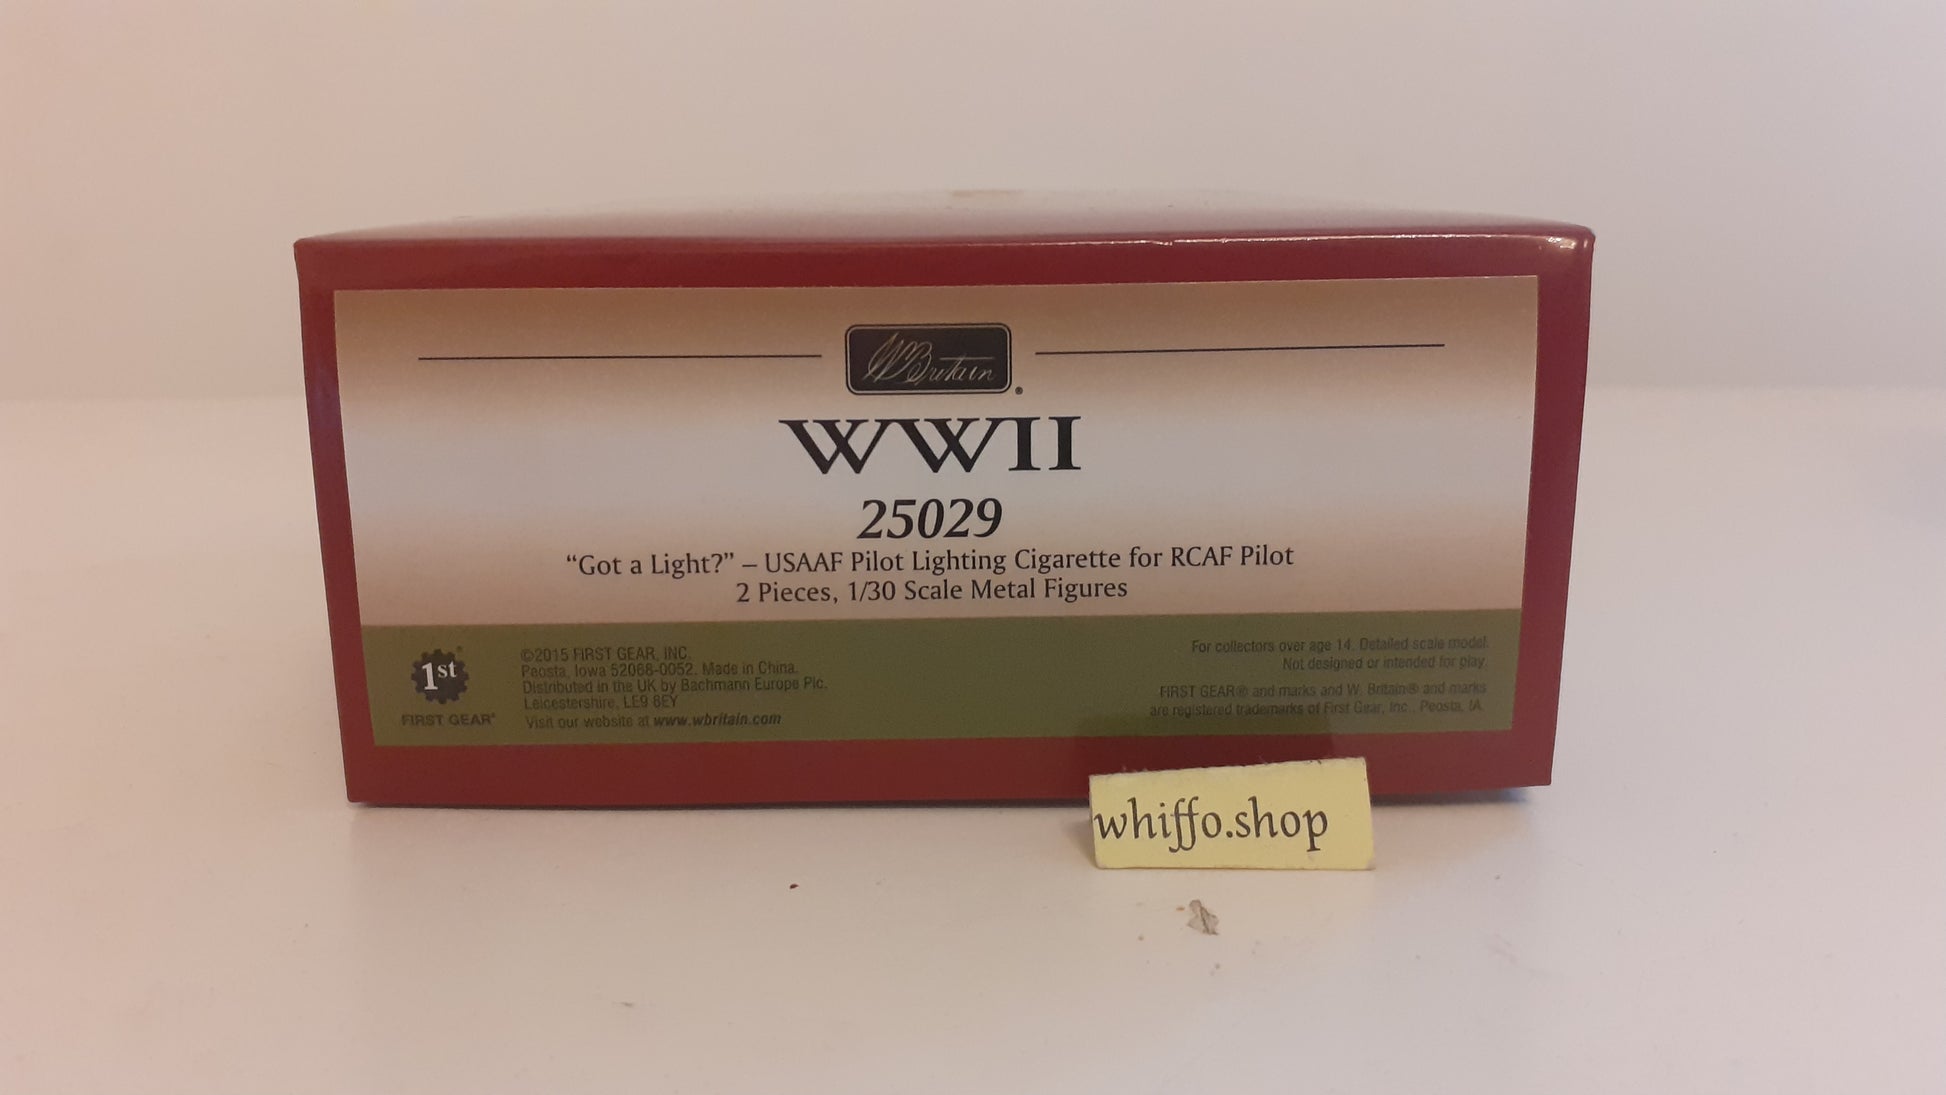 W Britain ®
WWII
25029
“Got a Light?” – USAAF Pilot Lighting Cigarette for RCAF Pilot
2 Pieces, 1/30 Scale Metal Figures
1st ®
FIRST GEAR®
©2015 FIRST GEAR, INC.
Peosta, Iowa 52068-0052. Made in China.
Distributed in the UK by Bachmann Europe Plc.
Leicestershire, LE9 8EY
Visit our website at www.wbritain.com
For collectors over age 14. Detailed scale model.
Not designed or intended for play.
FIRST GEAR® and marks and W. Britain® and marks
are registered trademarks of First Gear, Inc., Peosta, IA.
whiffo.shop